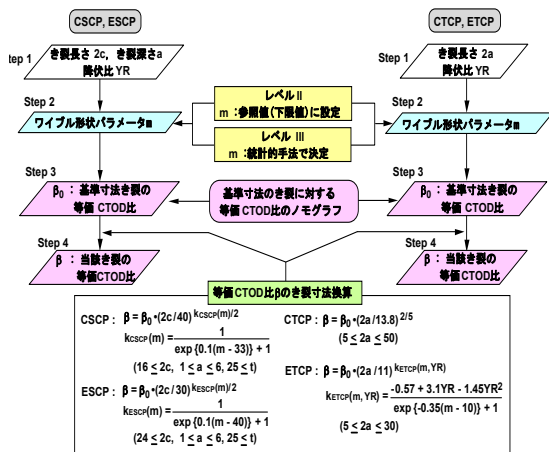 CSCP, ESCP
Step 1
き裂長さ 2c, き裂深さa
降伏比 YR
Step 2
ワイブル形状パラメータm
Step 3
β0 : 基準寸法き裂の
等価 CTOD比
Step 4
β : 当該き裂の
等価CTOD比
レベル II
m :参照値(下限値)に設定
レベル III
m :統計的手法で決定
基準寸法のき裂に対する
等価 CTOD比のノモグラフ
CTCP, ETCP
Step 1
き裂長さ 2a
降伏比 YR
Step 2
ワイブル形状パラメータm
Step 3
β0 : 基準寸法き裂の
等価 CTOD比
Step 4
β : 当該き裂の
等価CTOD比
等価 CTOD比βのき裂寸法換算
CSCP : β = β0•(2c/40) kCSCP(m)/2
kCSCP(m) = 1 / exp {0.1(m - 33)} + 1
(16 ≤ 2c, 1 ≤ a ≤ 6, 25 ≤ t)
ESCP : β = β0•(2c/30) kESCP(m)/2
kESCP(m) = 1 / exp {0.1(m - 40)} + 1
(24 ≤ 2c, 1 ≤ a ≤ 6, 25 ≤ t)
CTCP : β = β0•(2a/13.8) 2/5
(5 ≤ 2a ≤ 50)
ETCP : β = β0•(2a/11) kETCP(m, YR)
kETCP(m, YR) = -0.57 + 3.1YR - 1.45YR2 / exp {-0.35(m - 10)} + 1
(5 ≤ 2a ≤ 30)